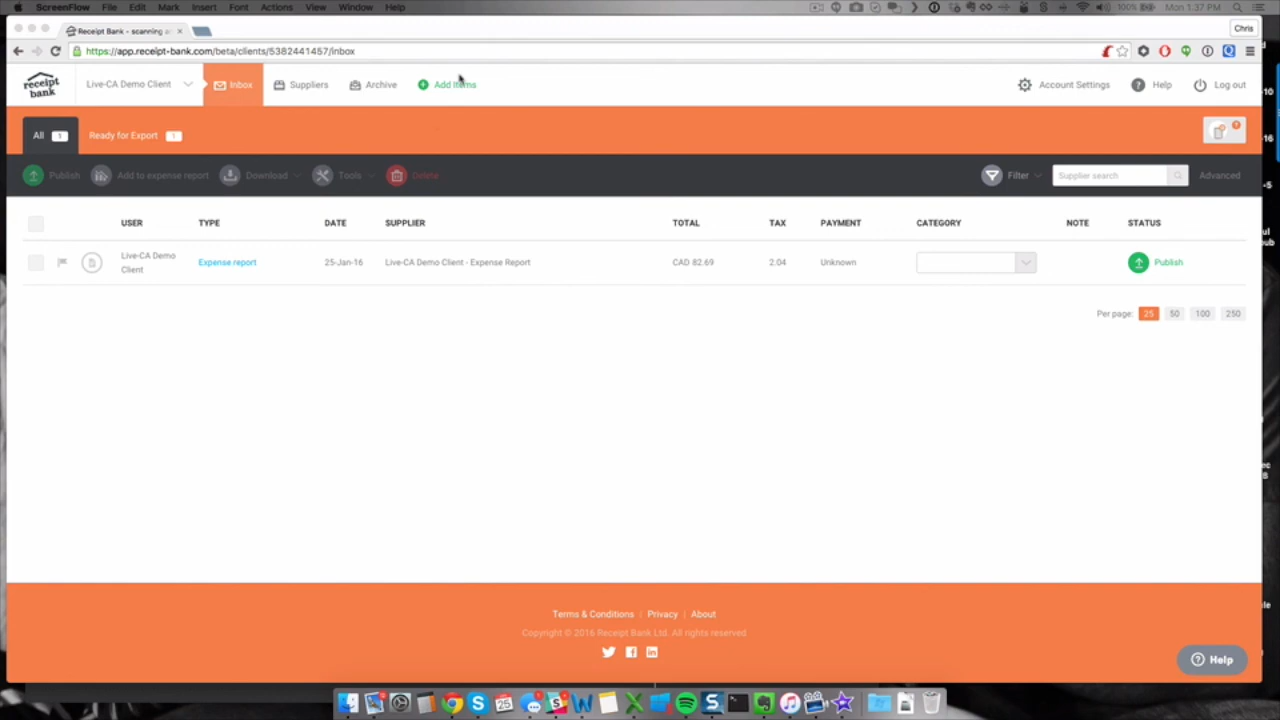 ScreenFlow File Edit Mark Insert Font Actions View Window Help 100% Mon 1:37 PM
Receipt Bank - scanning Chris
https://app.receipt-bank.com/beta/clients/5382441457/inbox
receipt bank Live-CA Demo Client Inbox Suppliers Archive Add Items Account Settings Help Log out
All 1 Ready for Export 1
Publish Add to expense report Download Tools Delete Filter Supplier search Advanced
USER TYPE DATE SUPPLIER TOTAL TAX PAYMENT CATEGORY NOTE STATUS
Live-CA Demo Client Expense report 25-Jan-16 Live-CA Demo Client - Expense Report CAD 82.69 2.04 Unknown Publish
Per page: 25 50 100 250
Terms & Conditions | Privacy | About
Copyright © 2016 Receipt Bank Ltd. All rights reserved
Help